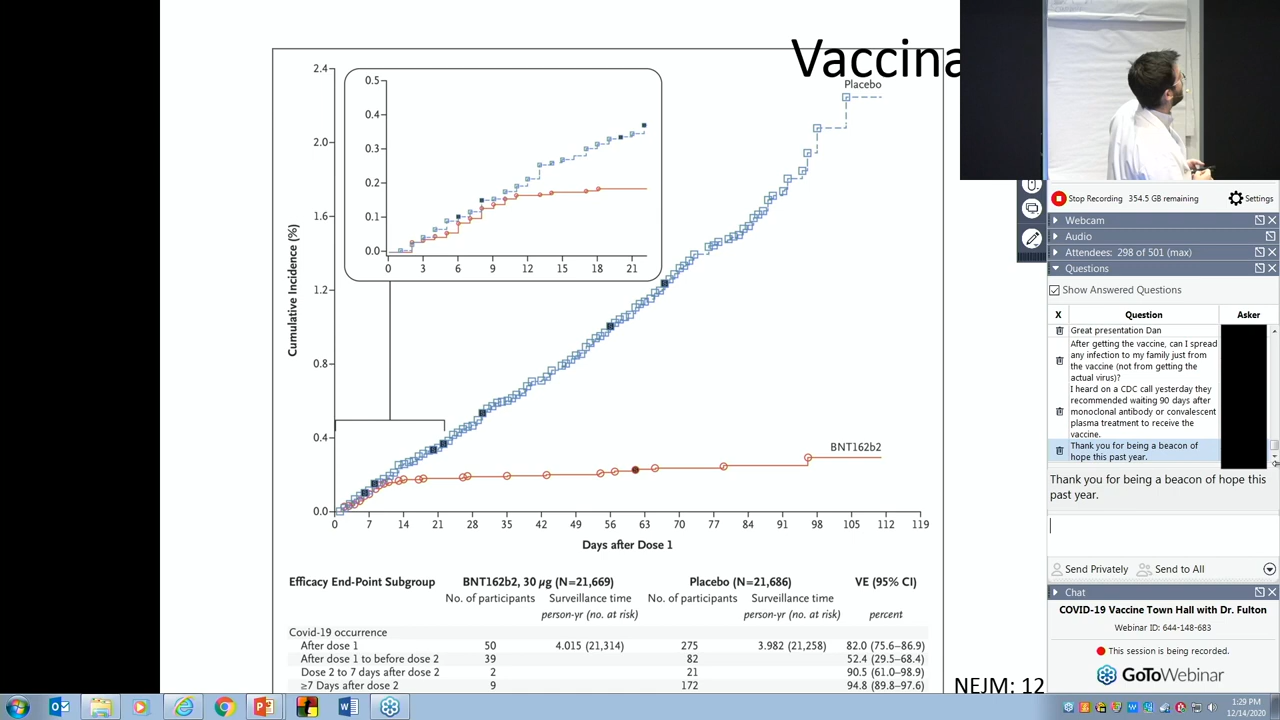 Vaccina
Placebo
2.4
2.0
1.6
1.2
0.8
0.4
0.0
Cumulative Incidence (%)
0.5
0.4
0.3
0.2
0.1
0.0
0 3 6 9 12 15 18 21
BNT162b2
0 7 14 21 28 35 42 49 56 63 70 77 84 91 98 105 112 119
Days after Dose 1
Efficacy End-Point Subgroup BNT162b2, 30 µg (N=21,669) Placebo (N=21,686) VE (95% CI)
No. of participants Surveillance time No. of participants Surveillance time
person-yr (no. at risk) person-yr (no. at risk) percent
Covid-19 occurrence
After dose 1 50 4.015 (21,314) 275 3.982 (21,258) 82.0 (75.6–86.9)
After dose 1 to before dose 2 39 82 52.4 (29.5–68.4)
Dose 2 to 7 days after dose 2 2 21 90.5 (61.0–98.9)
≥7 Days after dose 2 9 172 94.8 (89.8–97.6)
NEJM: 12
Stop Recording 354.5 GB remaining Settings
Webcam
Audio
Attendees: 298 of 501 (max)
Questions
Show Answered Questions
X Question Asker
Great presentation Dan
After getting the vaccine, can I spread
any infection to my family just from
the vaccine (not from getting the
actual virus)?
I heard on a CDC call yesterday they
recommended waiting 90 days after
monoclonal antibody or convalescent
plasma treatment to receive the
vaccine.
Thank you for being a beacon of
hope this past year.
Thank you for being a beacon of hope this
past year.
Send Privately Send to All
Chat
COVID-19 Vaccine Town Hall with Dr. Fulton
Webinar ID: 644-148-683
This session is being recorded.
GoToWebinar
1:29 PM
12/14/2020